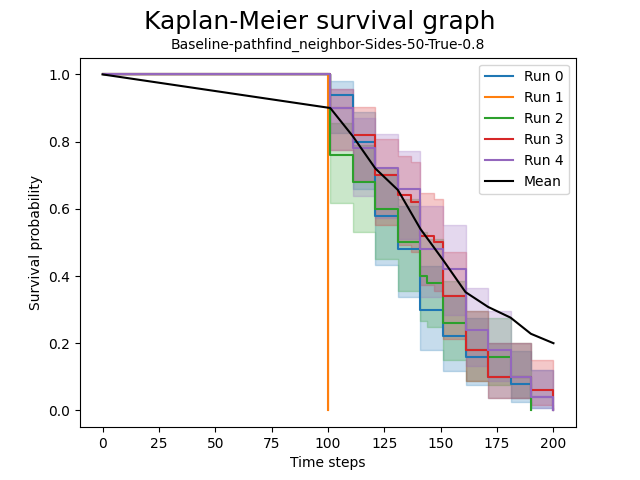 Kaplan-Meier survival graph
Baseline-pathfind_neighbor-Sides-50-True-0.8
Survival probability
1.0
0.8
0.6
0.4
0.2
0.0
0
25
50
75
100
125
150
175
200
Time steps
Run 0
Run 1
Run 2
Run 3
Run 4
Mean